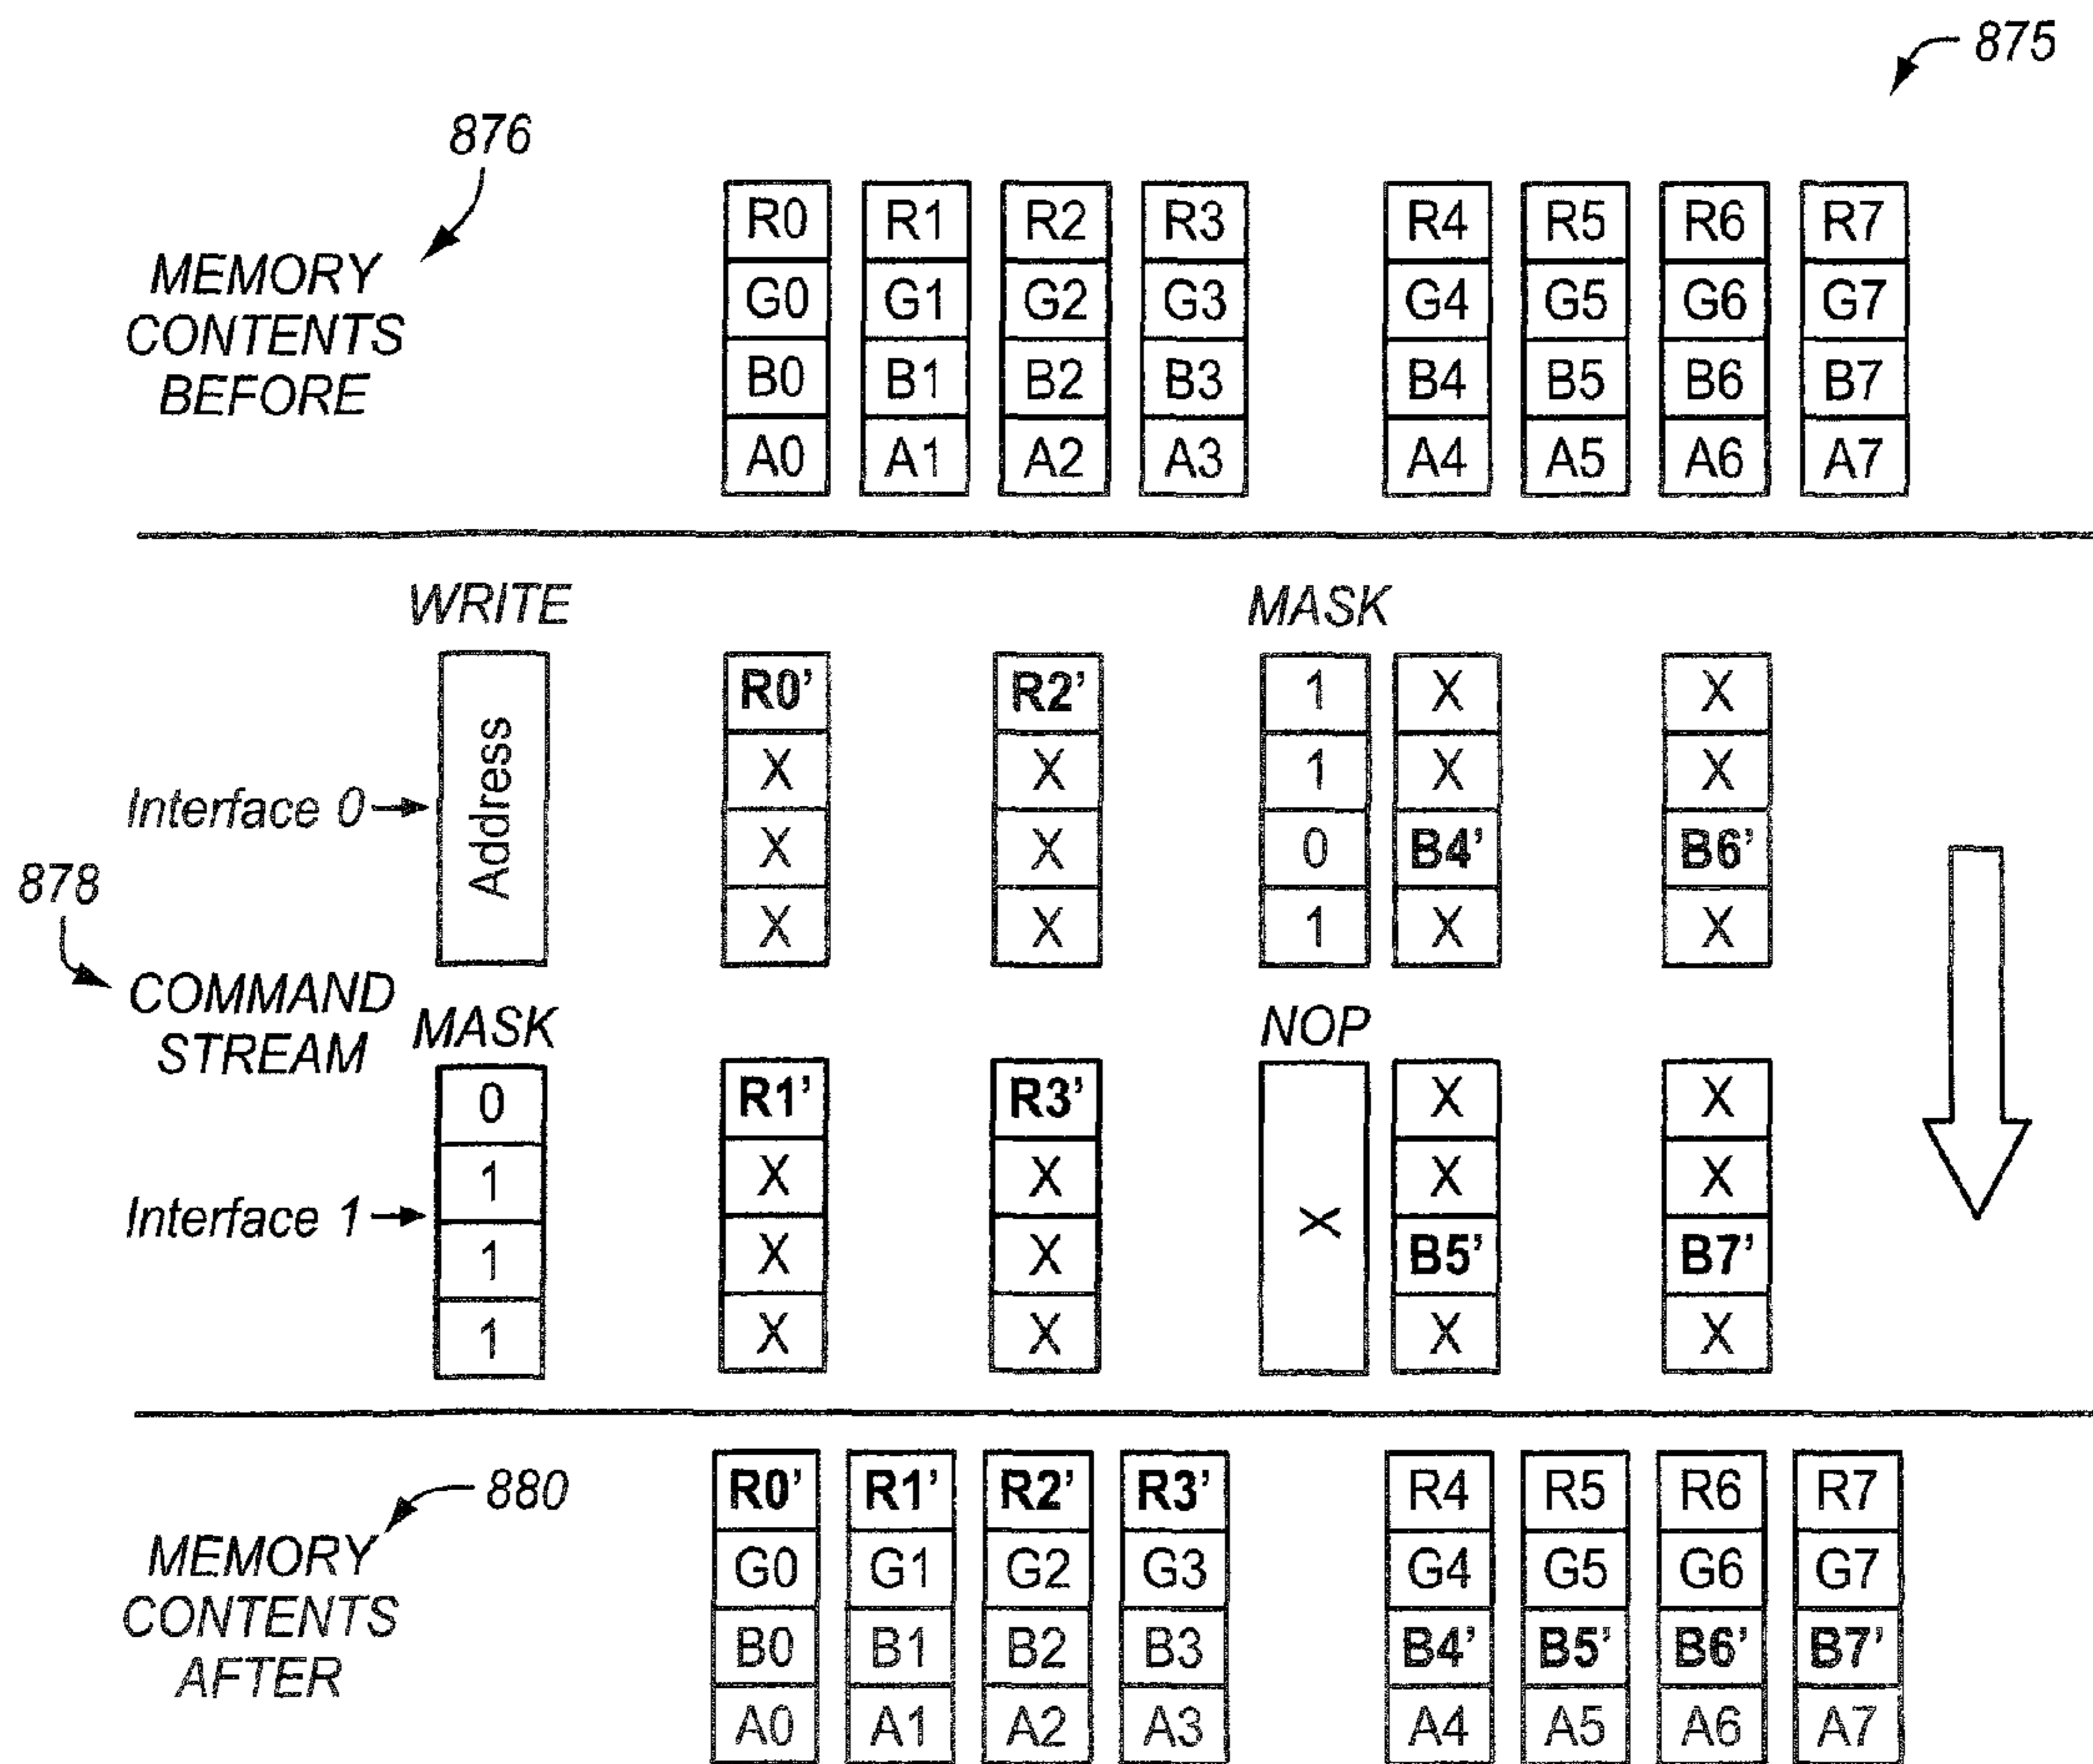 875
876
MEMORY
CONTENTS
BEFORE
R0 R1 R2 R3 R4 R5 R6 R7
G0 G1 G2 G3 G4 G5 G6 G7
B0 B1 B2 B3 B4 B5 B6 B7
A0 A1 A2 A3 A4 A5 A6 A7
WRITE MASK
Interface 0
Address
R0' R2' 1 X X
X X 1 X X
X X 0 B4' B6'
X X 1 X X
878
COMMAND
STREAM
MASK NOP
Interface 1
0 R1' R3' X X X
1 X X X X
1 X X B5' B7'
1 X X X X
880
MEMORY
CONTENTS
AFTER
R0' R1' R2' R3' R4 R5 R6 R7
G0 G1 G2 G3 G4 G5 G6 G7
B0 B1 B2 B3 B4' B5' B6' B7'
A0 A1 A2 A3 A4 A5 A6 A7